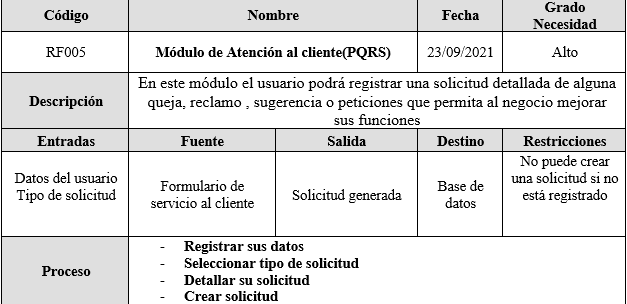 Código Nombre Fecha Grado
Necesidad
RF005 Módulo de Atención al cliente(PQRS) 23/09/2021 Alto
Descripción
En este módulo el usuario podrá registrar una solicitud detallada de alguna
queja, reclamo , sugerencia o peticiones que permita al negocio mejorar
sus funciones
Entradas Fuente Salida Destino Restricciones
Datos del usuario
Tipo de solicitud
Formulario de
servicio al cliente
Solicitud generada
Base de
datos
No puede crear
una solicitud si no
está registrado
Proceso
- Registrar sus datos
- Seleccionar tipo de solicitud
- Detallar su solicitud
- Crear solicitud